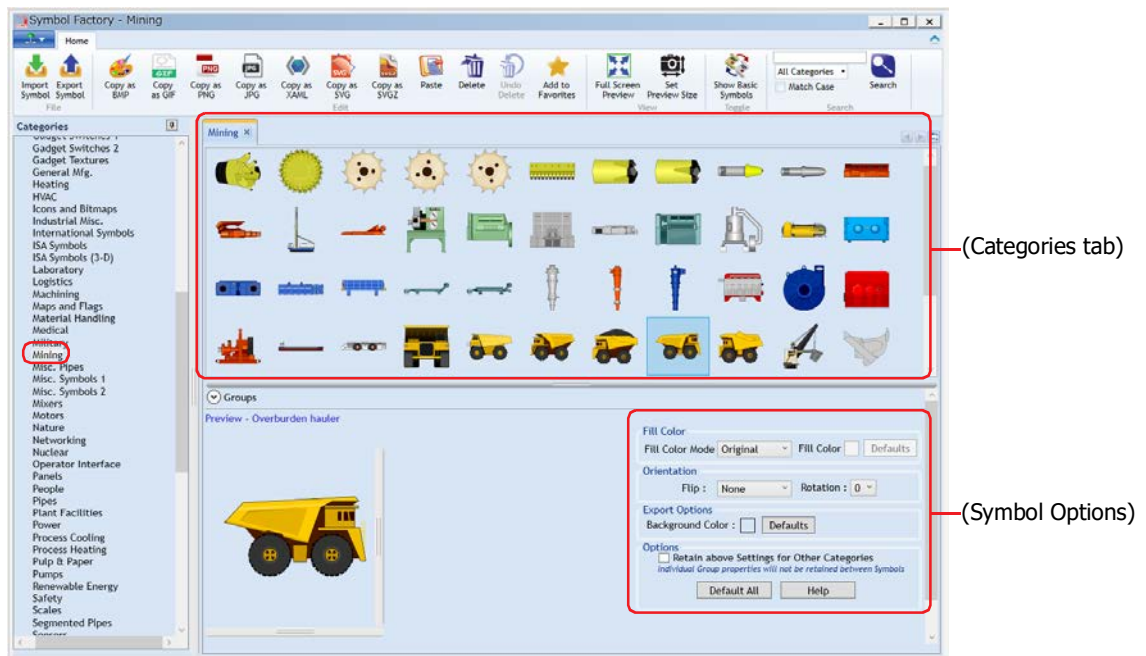 Symbol Factory - Mining
Home
Import Symbol
Export Symbol
Copy as BMP
Copy as GIF
Copy as PNG
Copy as JPG
Copy as XAML
Copy as SVG
Copy as SVGZ
Paste
Delete
Undo Delete
Add to Favorites
Full Screen Preview
Set Preview Size
Show Basic Symbols
All Categories
Match Case
Search
File
Edit
View
Toggle
Search
Categories
Gadget Switches 1
Gadget Switches 2
Gadget Textures
General Mfg.
Heating
HVAC
Icons and Bitmaps
Industrial Misc.
International Symbols
ISA Symbols
ISA Symbols (3-D)
Laboratory
Logistics
Machining
Maps and Flags
Material Handling
Medical
Military
Mining
Misc. Pipes
Misc. Symbols 1
Misc. Symbols 2
Mixers
Motors
Nature
Networking
Nuclear
Operator Interface
Panels
People
Pipes
Plant Facilities
Power
Process Cooling
Process Heating
Pulp & Paper
Pumps
Renewable Energy
Safety
Scales
Segmented Pipes
Sensors
Mining
(Categories tab)
Groups
Preview - Overburden hauler
Fill Color
Fill Color Mode Original Fill Color Defaults
Orientation
Flip : None Rotation : 0
Export Options
Background Color : Defaults
Options
Retain above Settings for Other Categories
Individual Group properties will not be retained between Symbols
Default All Help
(Symbol Options)